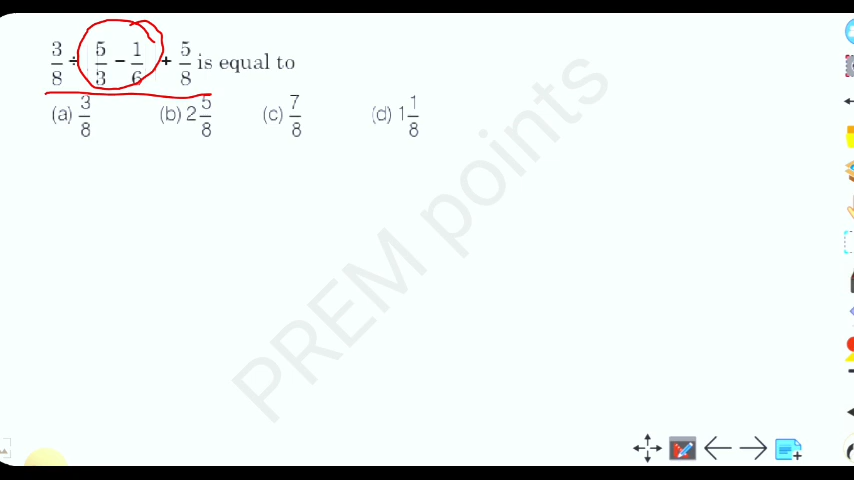 3/8 ÷ 5/3 − 1/6 + 5/8 is equal to
(a) 3/8 (b) 2 5/8 (c) 7/8 (d) 1 1/8
PREM points